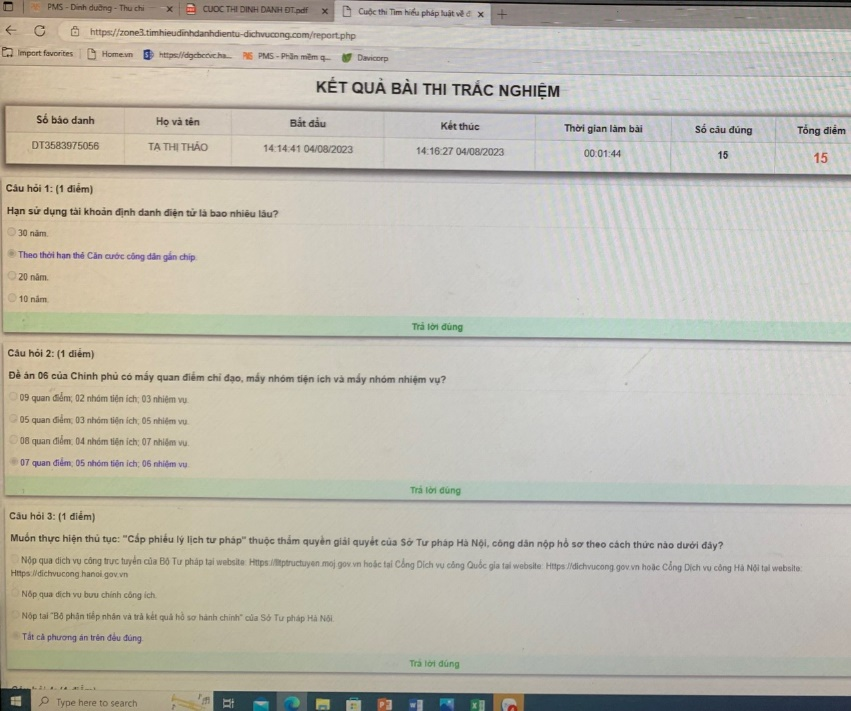 PMS - Dinh dưỡng - Thu chi
CUOC THI DINH DANH ĐT.pdf
Cuộc thi Tìm hiểu pháp luật về đ
https://zone3.timhieudinhdanhdientu-dichvucong.com/report.php
Import favorites
Homesm
https://dgcbcnvc.ha...
PMS - Phần mềm q...
Davicorp
KẾT QUẢ BÀI THI TRẮC NGHIỆM
Số báo danh Họ và tên Bắt đầu Kết thúc Thời gian làm bài Số câu đúng Tổng điểm
DT3583975056 TẠ THỊ THẢO 14:14:41 04/08/2023 14:16:27 04/08/2023 00:01:44 15 15
Câu hỏi 1: (1 điểm)
Hạn sử dụng tài khoản định danh điện tử là bao nhiêu lâu?
30 năm.
Theo thời hạn thẻ Căn cước công dân gắn chip.
20 năm.
10 năm.
Trả lời đúng
Câu hỏi 2: (1 điểm)
Đề án 06 của Chính phủ có mấy quan điểm chỉ đạo, mấy nhóm tiện ích và mấy nhóm nhiệm vụ?
09 quan điểm; 02 nhóm tiện ích; 03 nhiệm vụ.
05 quan điểm; 03 nhóm tiện ích; 05 nhiệm vụ.
08 quan điểm; 04 nhóm tiện ích; 07 nhiệm vụ.
07 quan điểm; 05 nhóm tiện ích; 06 nhiệm vụ.
Trả lời đúng
Câu hỏi 3: (1 điểm)
Muốn thực hiện thủ tục: "Cấp phiếu lý lịch tư pháp" thuộc thẩm quyền giải quyết của Sở Tư pháp Hà Nội, công dân nộp hồ sơ theo cách thức nào dưới đây?
Nộp qua dịch vụ công trực tuyến của Bộ Tư pháp tại website: Https://lltptructuyen.moj.gov.vn hoặc tại Cổng Dịch vụ công Quốc gia tại website: Https://dichvucong.gov.vn hoặc Cổng Dịch vụ công Hà Nội tại website:
Https://dichvucong.hanoi.gov.vn
Nộp qua dịch vụ bưu chính công ích.
Nộp tại "Bộ phận tiếp nhận và trả kết quả hồ sơ hành chính" của Sở Tư pháp Hà Nội.
Tất cả phương án trên đều đúng.
Trả lời đúng
Type here to search